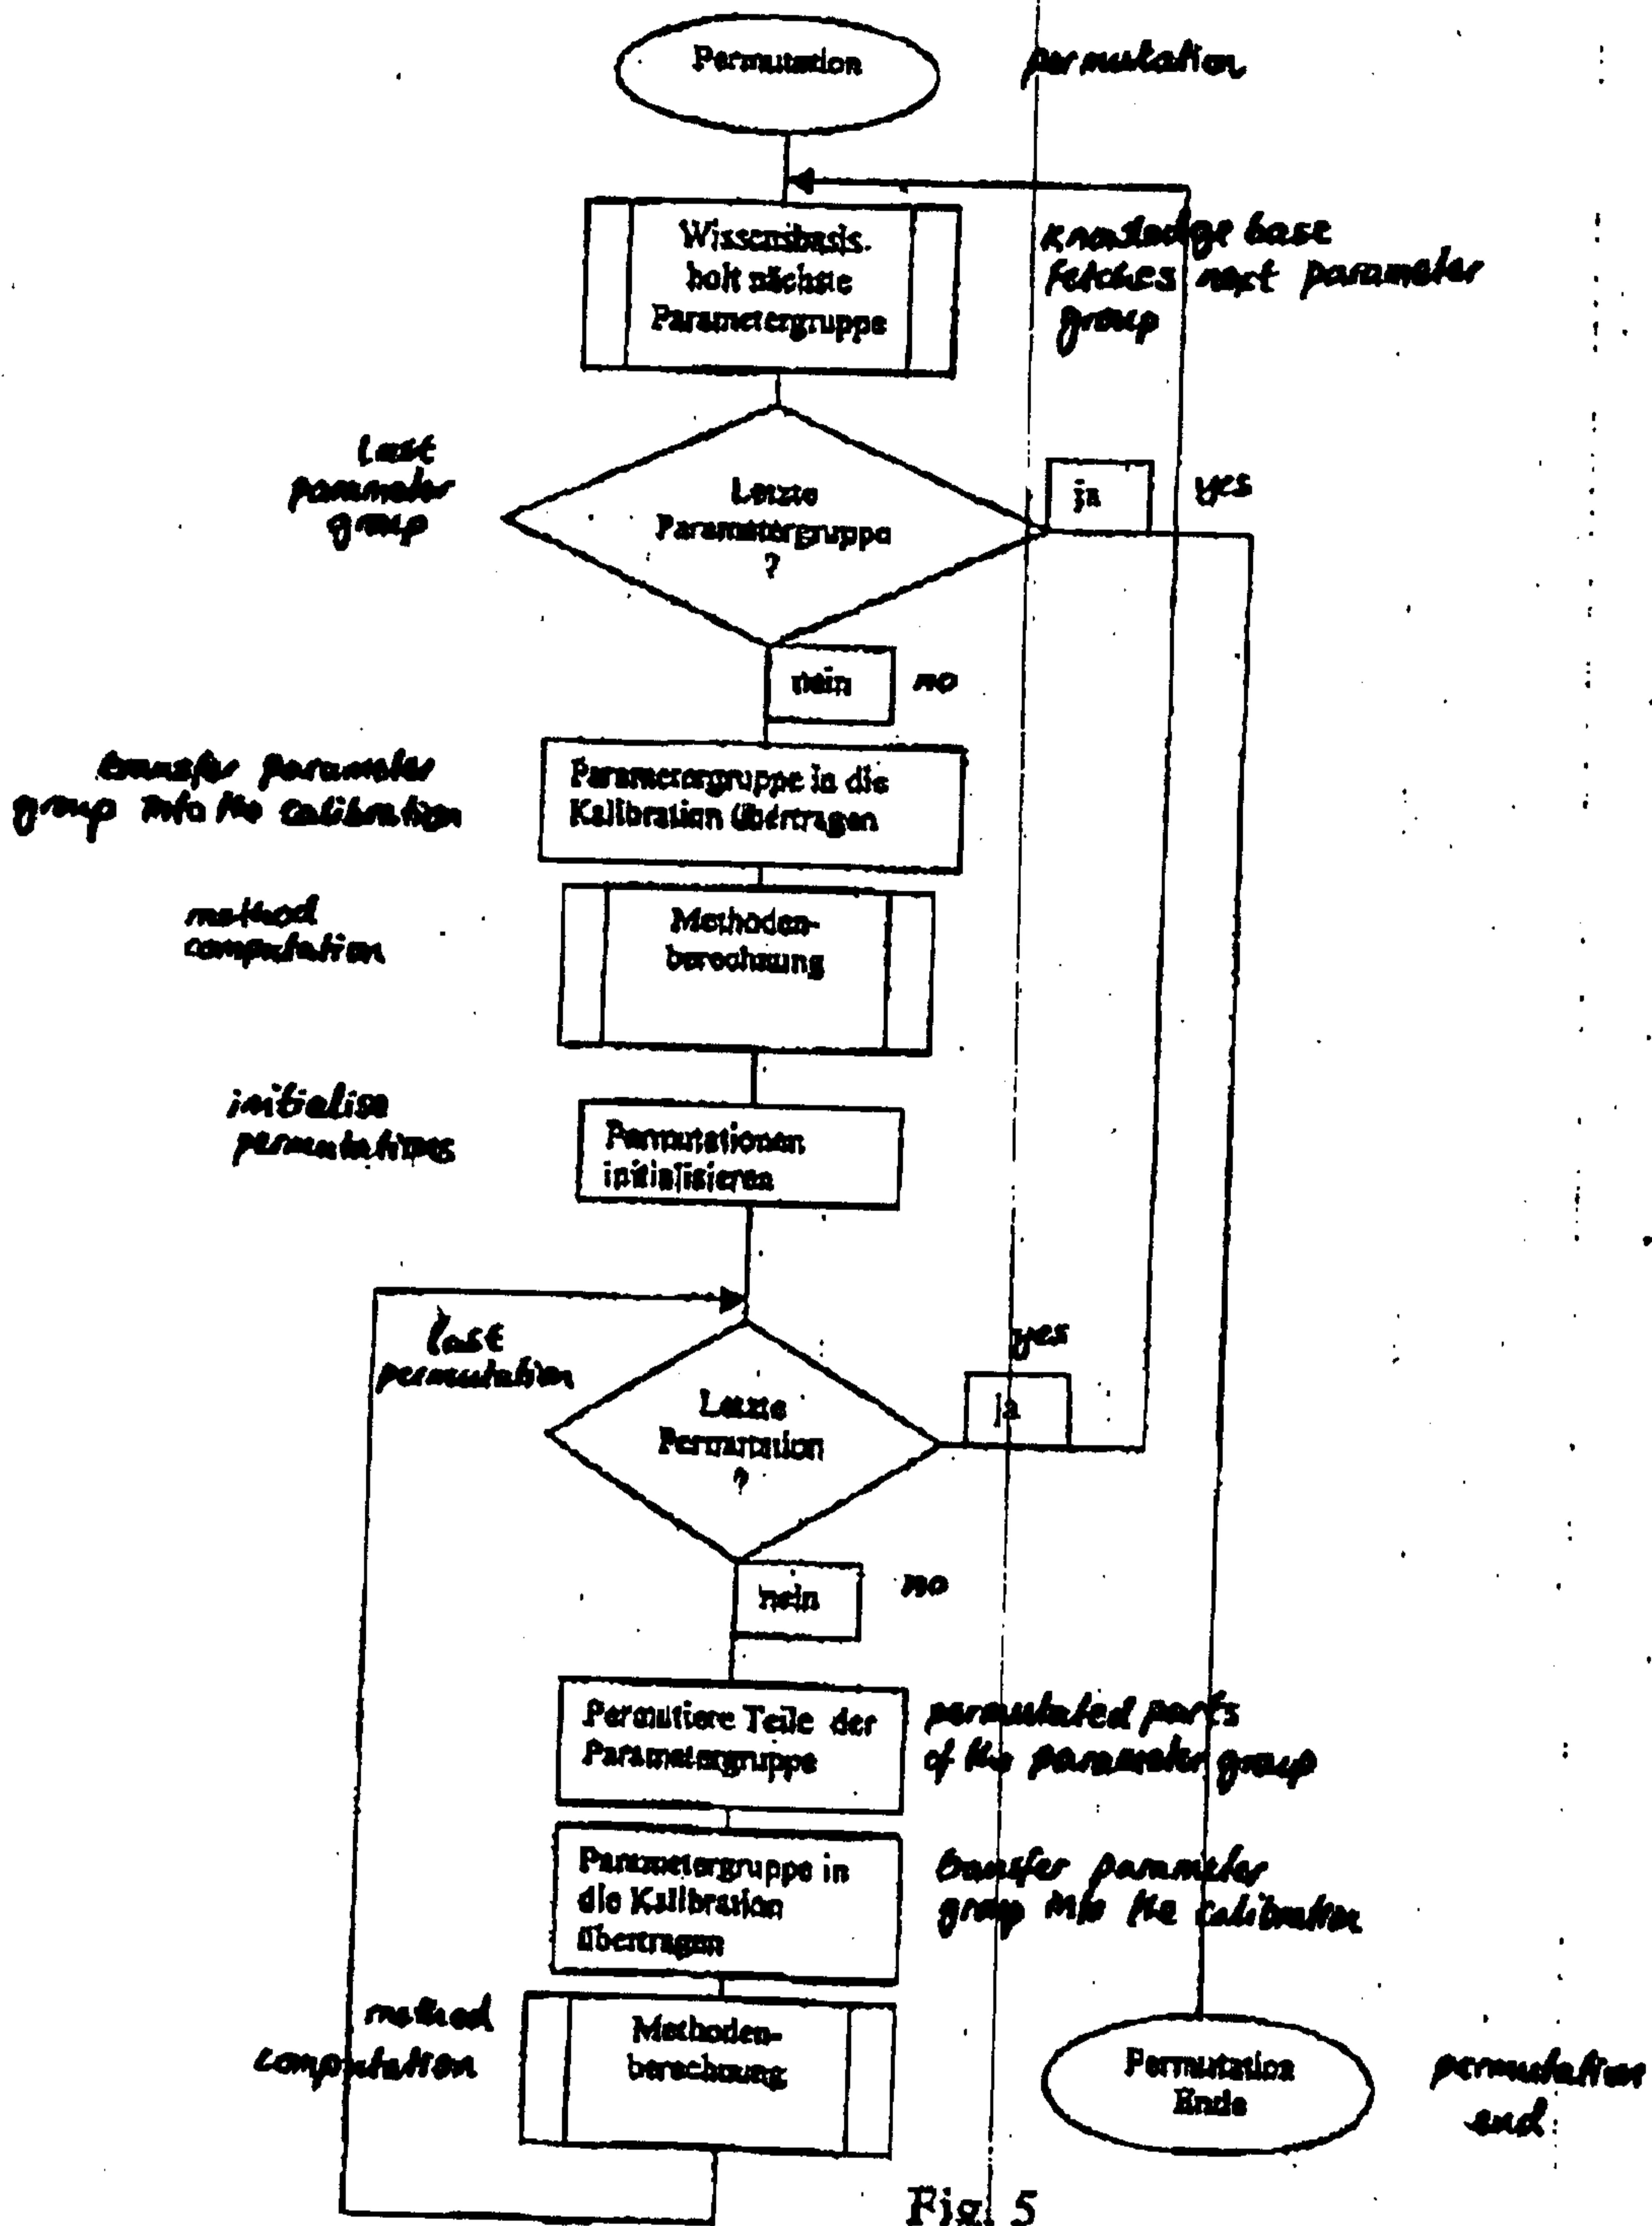 Permutation
permutation
Wissensbasis
holt nächste
Parametergruppe
knowledge base
fetches next parameter
group
last
parameter
group
Letzte
Parametergruppe
?
ja
yes
nein
no
transfer parameter
group into the calibration
Parametergruppe in die
Kalibration übertragen
method
computation
Methoden-
berechnung
initialise
permutations
Permutationen
initialisieren
last
permutation
Letzte
Permutation
?
yes
ja
nein
no
Permutiere Teile der
Parametergruppe
permutated parts
of the parameter group
Parametergruppe in
die Kalibration
übertragen
transfer parameter
group into the calibration
method
computation
Methoden-
berechnung
Permutation
Ende
permutation
end
Fig. 5